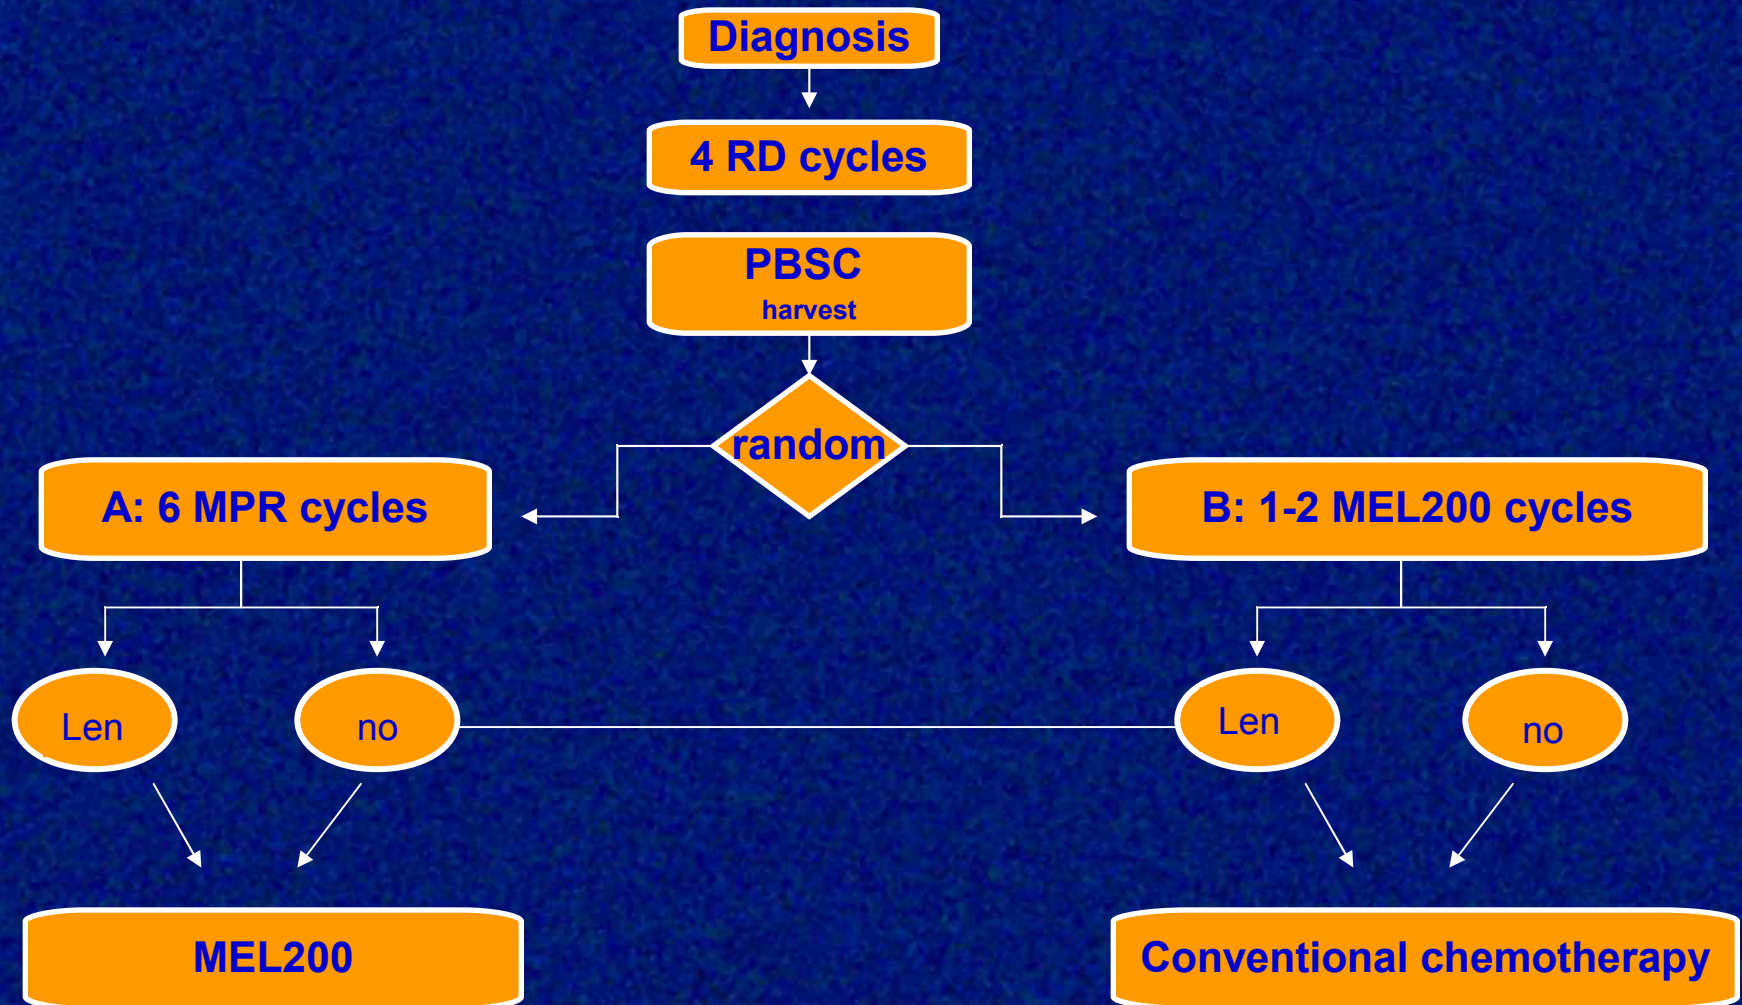 Diagnosis
4 RD cycles
PBSC
harvest
random
A: 6 MPR cycles
B: 1-2 MEL200 cycles
Len
no
Len
no
MEL200
Conventional chemotherapy